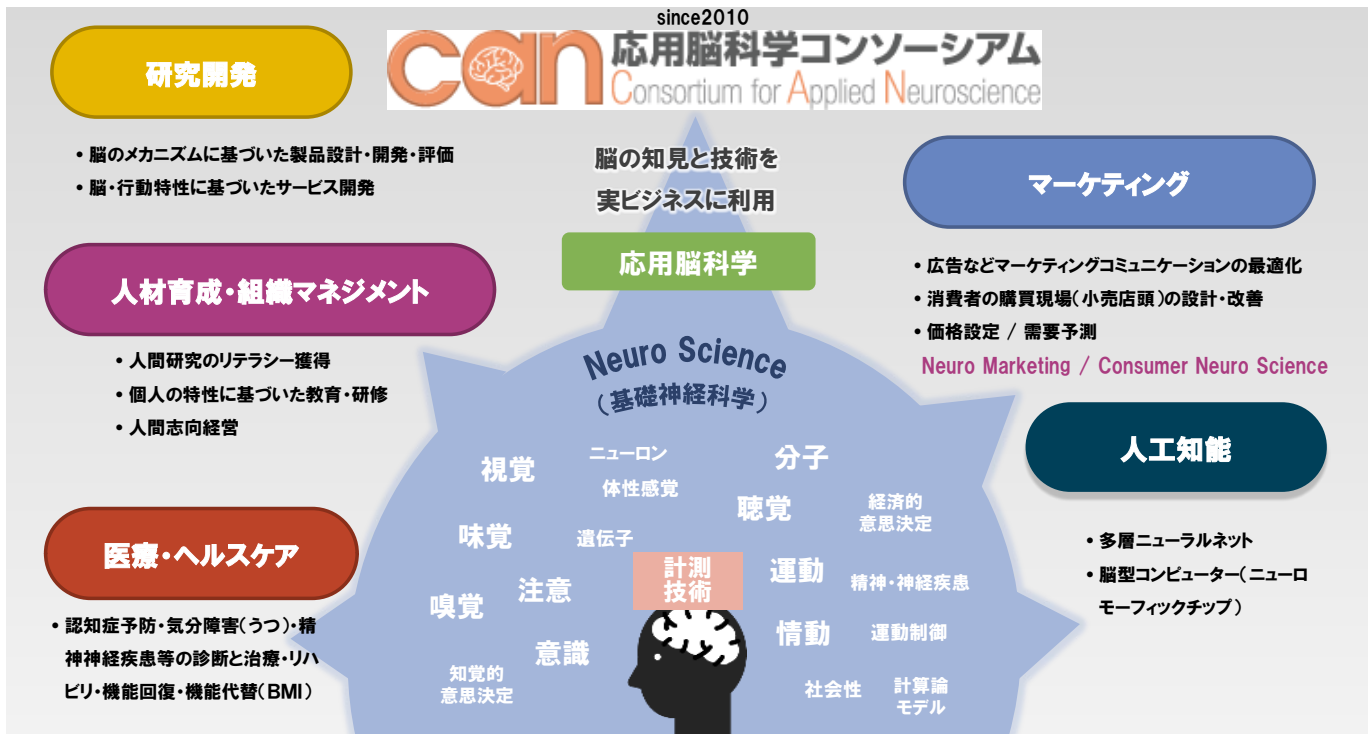 since2010
can 応用脳科学コンソーシアム
Consortium for Applied Neuroscience
研究開発
• 脳のメカニズムに基づいた製品設計・開発・評価
• 脳・行動特性に基づいたサービス開発
脳の知見と技術を
実ビジネスに利用
応用脳科学
マーケティング
• 広告などマーケティングコミュニケーションの最適化
• 消費者の購買現場(小売店頭)の設計・改善
• 価格設定 / 需要予測
Neuro Marketing / Consumer Neuro Science
人材育成・組織マネジメント
• 人間研究のリテラシー獲得
• 個人の特性に基づいた教育・研修
• 人間志向経営
人工知能
• 多層ニューラルネット
• 脳型コンピューター(ニューロ
モーフィックチップ)
医療・ヘルスケア
• 認知症予防・気分障害(うつ)・精
神神経疾患等の診断と治療・リハ
ビリ・機能回復・機能代替(BMI)
Neuro Science
(基礎神経科学)
視覚
ニューロン
分子
体性感覚
聴覚
経済的
意思決定
味覚
遺伝子
計測
技術
運動
精神・神経疾患
嗅覚
注意
情動
運動制御
意識
知覚的
意思決定
社会性
計算論
モデル